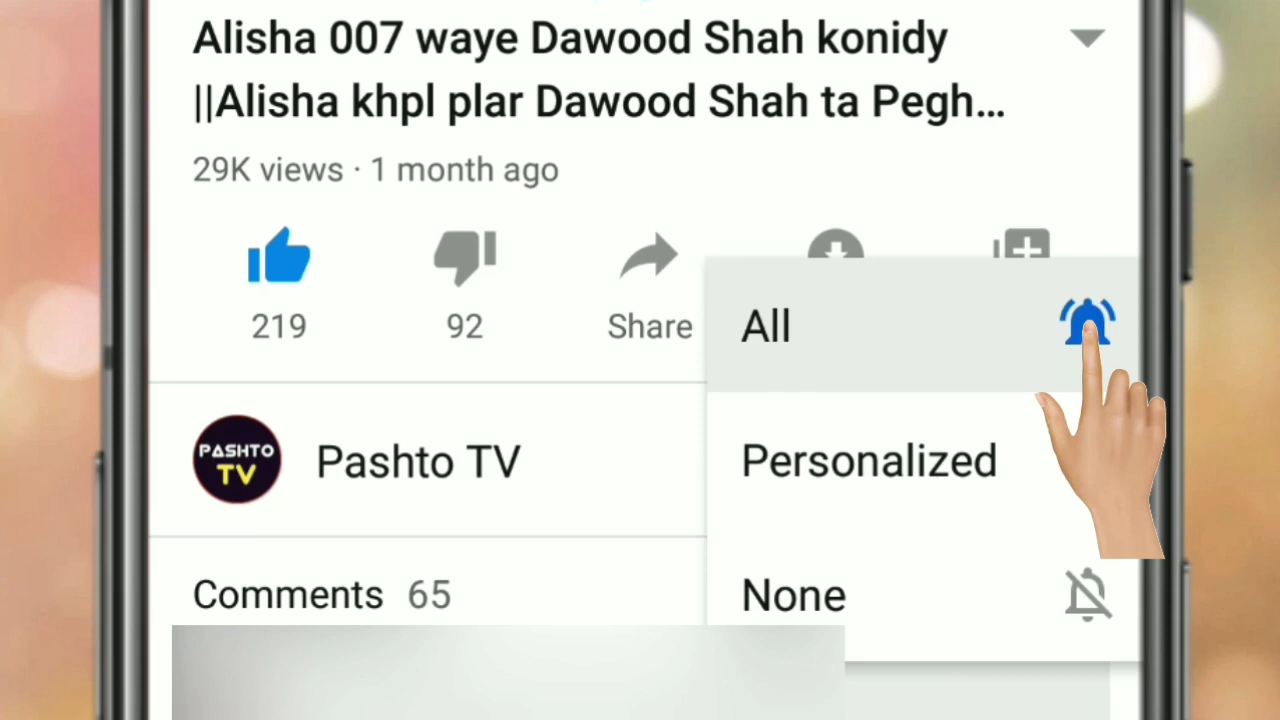 Alisha 007 waye Dawood Shah konidy
||Alisha khpl plar Dawood Shah ta Pegh...
29K views · 1 month ago
219
92
Share
All
PASHTO
TV
Pashto TV
Personalized
Comments 65
None